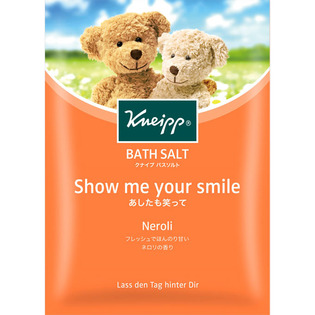 Kneipp®
BATH SALT
クナイプ バスソルト
Show me your smile
あしたも笑って
Neroli
フレッシュでほんのり甘い
ネロリの香り
Lass den Tag hinter Dir